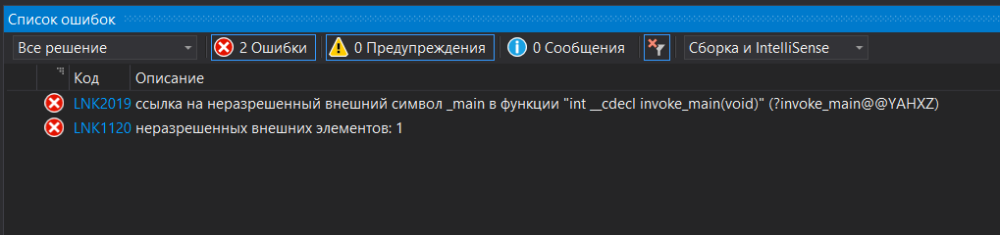 Список ошибок
Все решение 2 Ошибки 0 Предупреждения 0 Сообщения Сборка и IntelliSense
Код Описание
LNK2019 ссылка на неразрешенный внешний символ _main в функции "int __cdecl invoke_main(void)" (?invoke_main@@YAHXZ)
LNK1120 неразрешенных внешних элементов: 1